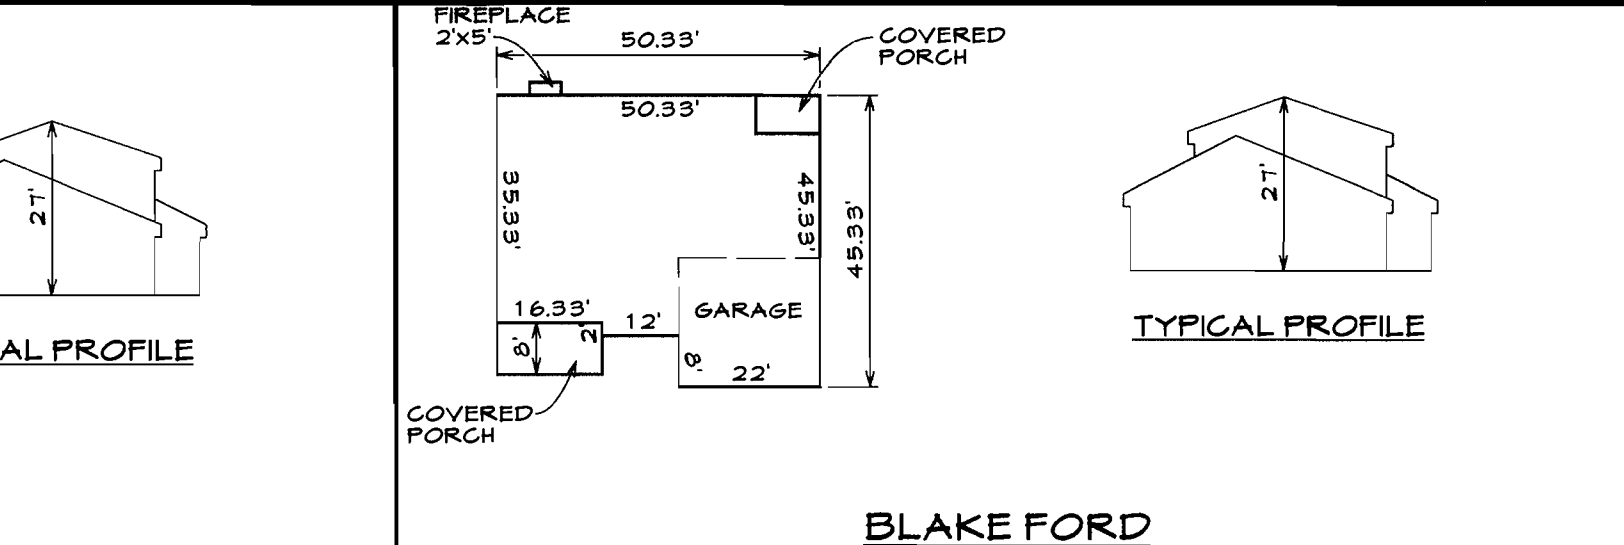 FIREPLACE
2'X5'
50.33'
COVERED
PORCH
50.33'
35.33'
45.33'
45.33'
16.33'
2'
12'
8'
GARAGE
8'
22'
COVERED
PORCH
27'
AL PROFILE
27'
TYPICAL PROFILE
BLAKE FORD